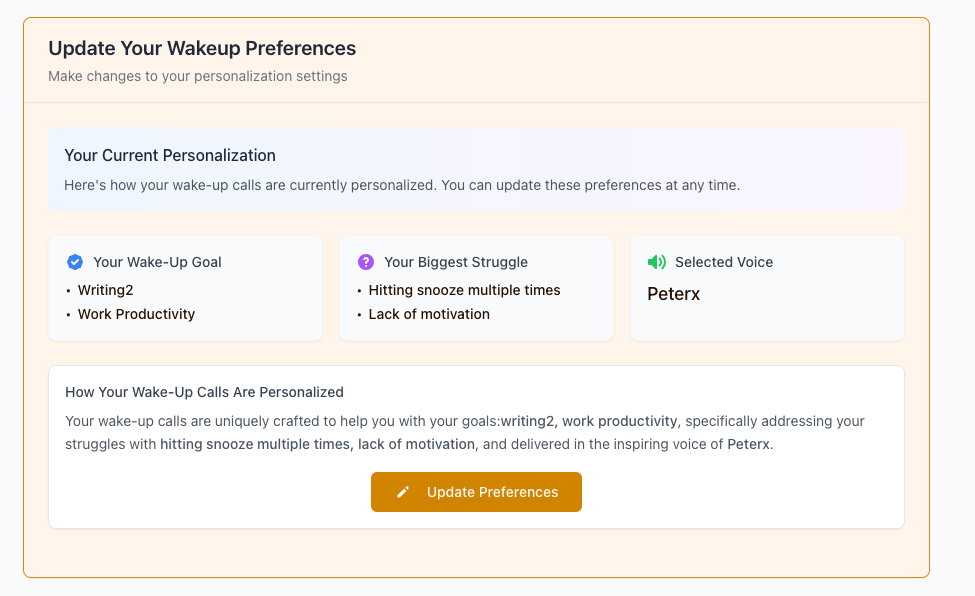 Update Your Wakeup Preferences
Make changes to your personalization settings
Your Current Personalization
Here's how your wake-up calls are currently personalized. You can update these preferences at any time.
Your Wake-Up Goal
• Writing2
• Work Productivity
? Your Biggest Struggle
• Hitting snooze multiple times
• Lack of motivation
Selected Voice
Peterx
How Your Wake-Up Calls Are Personalized
Your wake-up calls are uniquely crafted to help you with your goals:writing2, work productivity, specifically addressing your
struggles with hitting snooze multiple times, lack of motivation, and delivered in the inspiring voice of Peterx.
Update Preferences